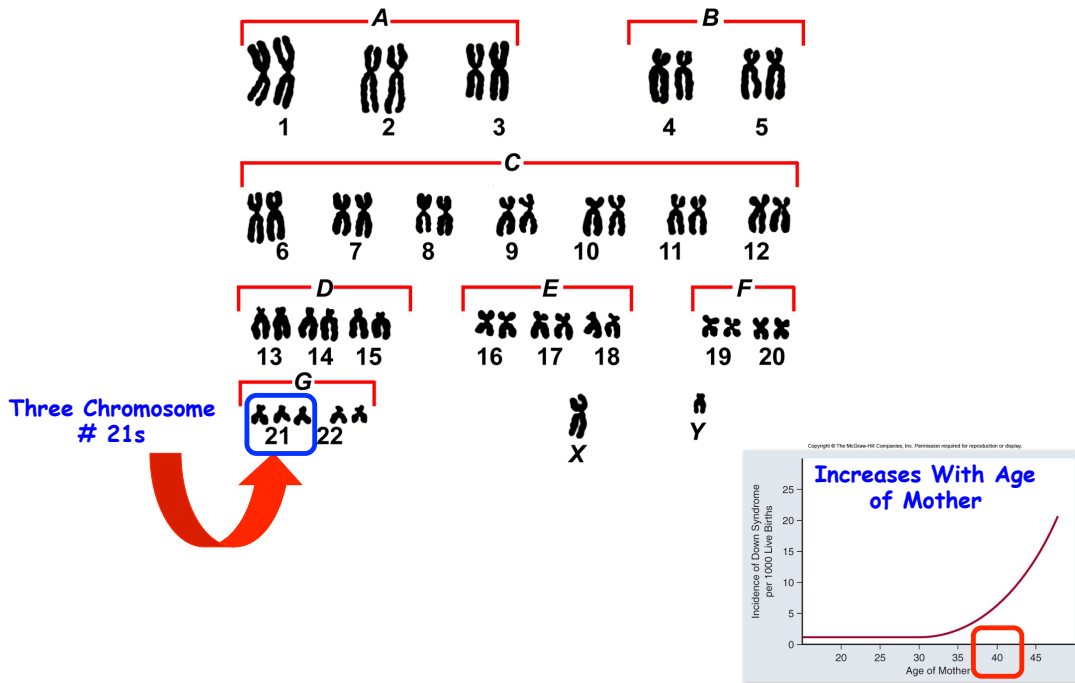 A
B
1
2
3
4
5
C
6
7
8
9
10
11
12
D
E
F
13
14
15
16
17
18
19
20
G
Three Chromosome
# 21s
21
22
X
Y
Copyright © The McGraw-Hill Companies, Inc. Permission required for reproduction or display.
Increases With Age
of Mother
Incidence of Down Syndrome
per 1000 Live Births
25
20
15
10
5
0
20
25
30
35
40
45
Age of Mother